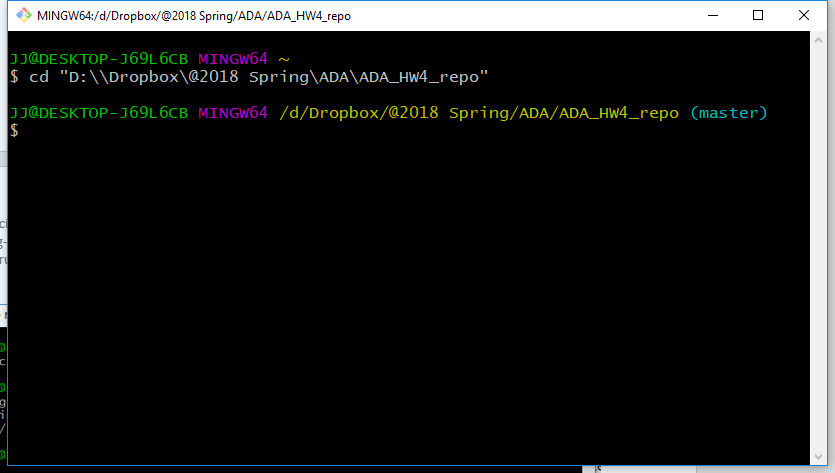 MINGW64:/d/Dropbox/@2018 Spring/ADA/ADA_HW4_repo
JJ@DESKTOP-J69L6CB MINGW64 ~
$ cd "D:\\Dropbox\@2018 Spring\ADA\ADA_HW4_repo"
JJ@DESKTOP-J69L6CB MINGW64 /d/Dropbox/@2018 Spring/ADA/ADA_HW4_repo (master)
$